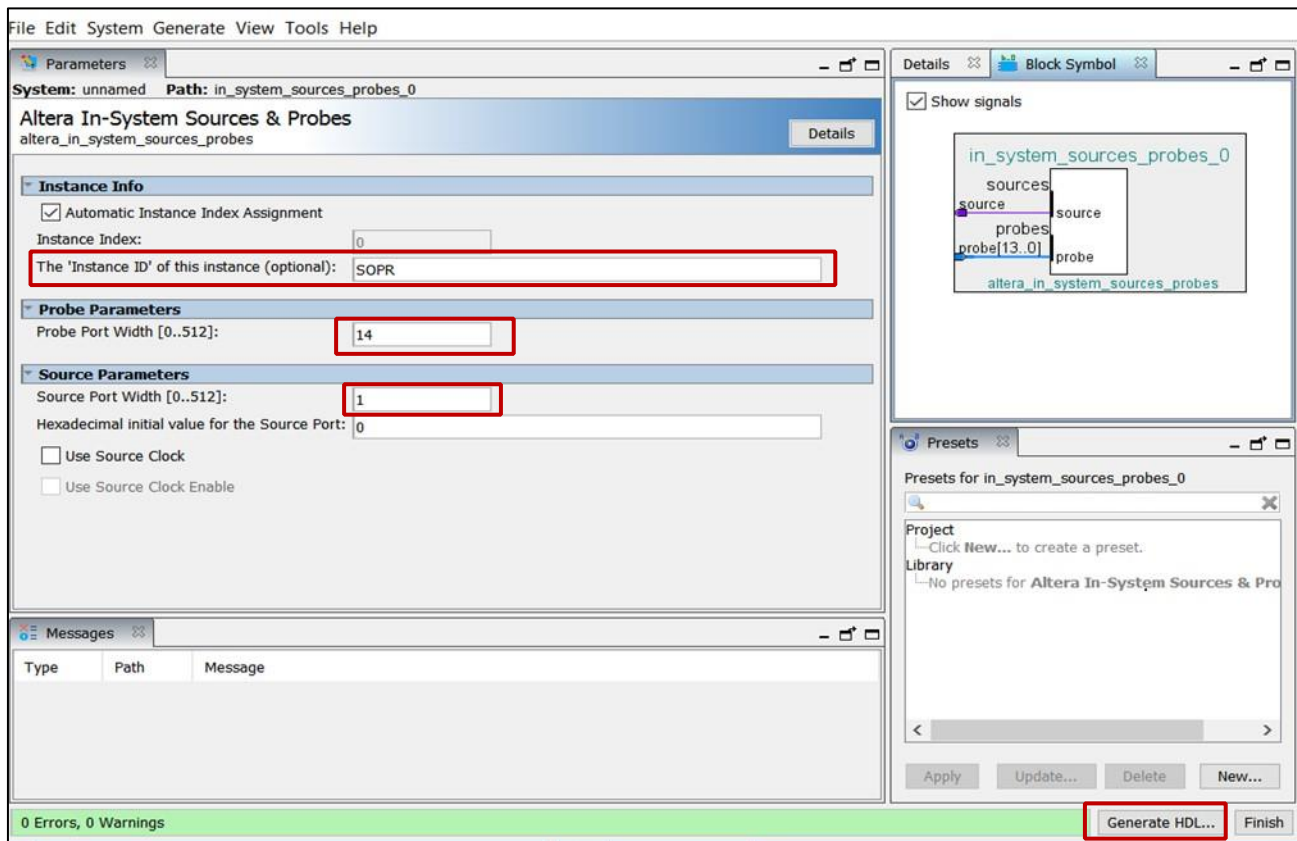 File Edit System Generate View Tools Help
Parameters
System: unnamed Path: in_system_sources_probes_0
Altera In-System Sources & Probes
altera_in_system_sources_probes
Details
Instance Info
Automatic Instance Index Assignment
Instance Index: 0
The 'Instance ID' of this instance (optional): SOPR
Probe Parameters
Probe Port Width [0..512]: 14
Source Parameters
Source Port Width [0..512]: 1
Hexadecimal initial value for the Source Port: 0
Use Source Clock
Use Source Clock Enable
Messages
Type Path Message
0 Errors, 0 Warnings
Details Block Symbol
Show signals
in_system_sources_probes_0
sources
source
source
probes
probe[13..0]
probe
altera_in_system_sources_probes
Presets
Presets for in_system_sources_probes_0
Project
Click New... to create a preset.
Library
No presets for Altera In-System Sources & Pro
Apply Update... Delete New...
Generate HDL... Finish